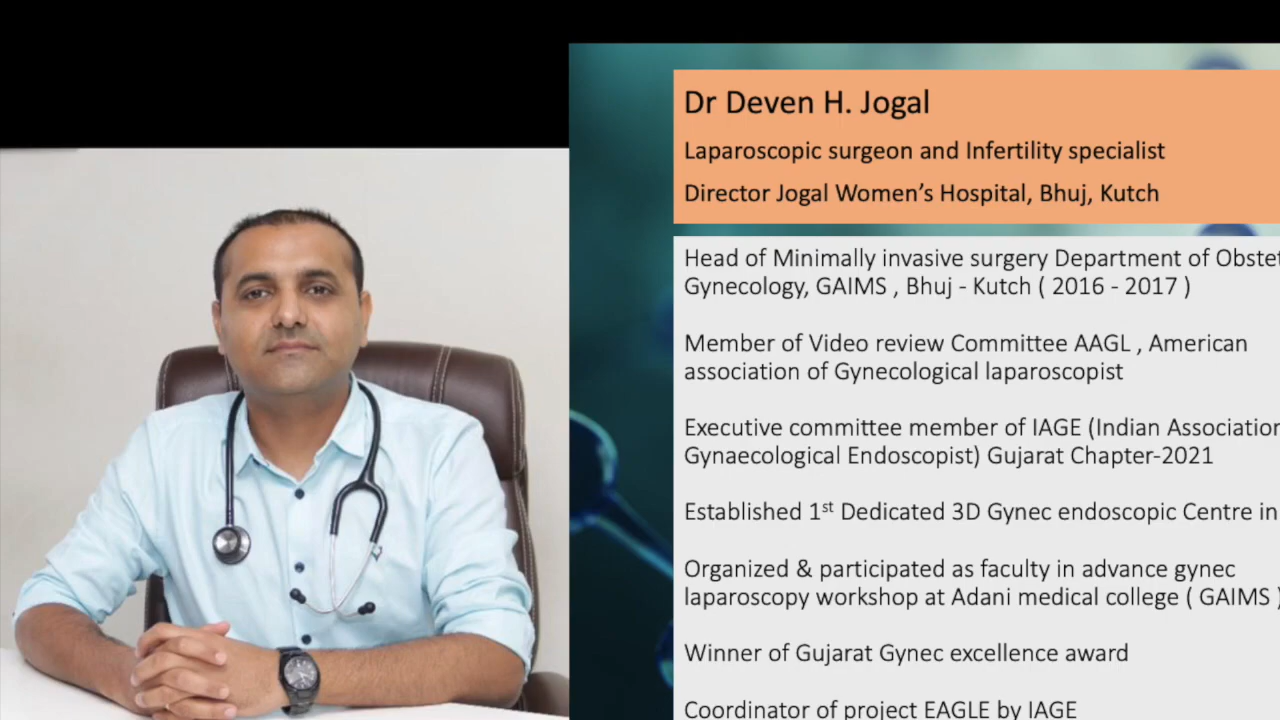 Dr Deven H. Jogal
Laparoscopic surgeon and Infertility specialist
Director Jogal Women’s Hospital, Bhuj, Kutch
Head of Minimally invasive surgery Department of Obstet
Gynecology, GAIMS , Bhuj - Kutch ( 2016 - 2017 )
Member of Video review Committee AAGL , American
association of Gynecological laparoscopist
Executive committee member of IAGE (Indian Association
Gynaecological Endoscopist) Gujarat Chapter-2021
Established 1st Dedicated 3D Gynec endoscopic Centre in
Organized & participated as faculty in advance gynec
laparoscopy workshop at Adani medical college ( GAIMS )
Winner of Gujarat Gynec excellence award
Coordinator of project EAGLE by IAGE